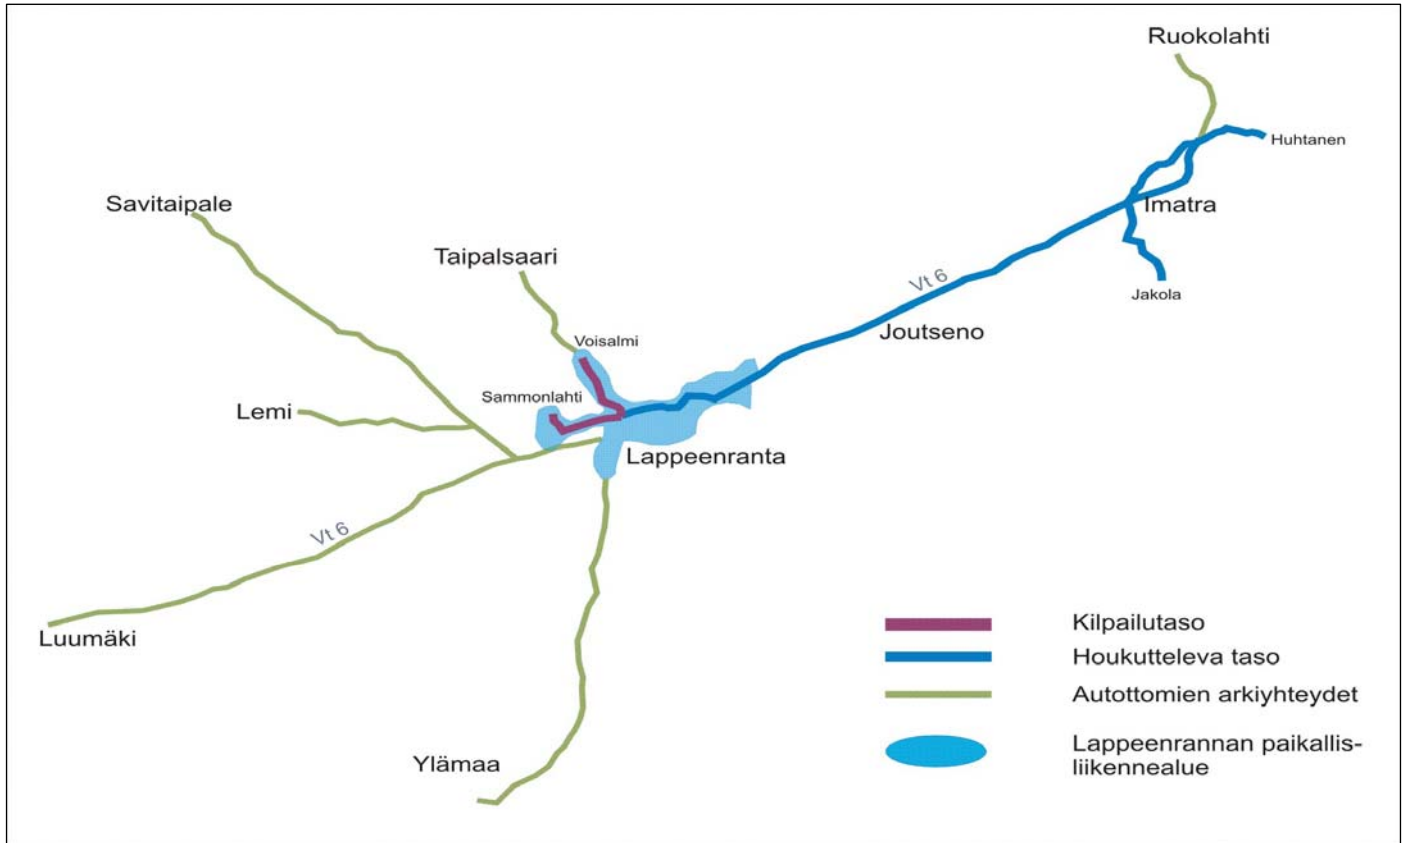 Ruokolahti
Huhtanen
Savitaipale
Imatra
Taipalsaari
Vt 6
Jakola
Joutseno
Voisalmi
Sammonlahti
Lemi
Lappeenranta
Vt 6
Luumäki
Kilpailutaso
Houkutteleva taso
Autottomien arkiyhteydet
Lappeenrannan paikallis-
liikennealue
Ylämaa